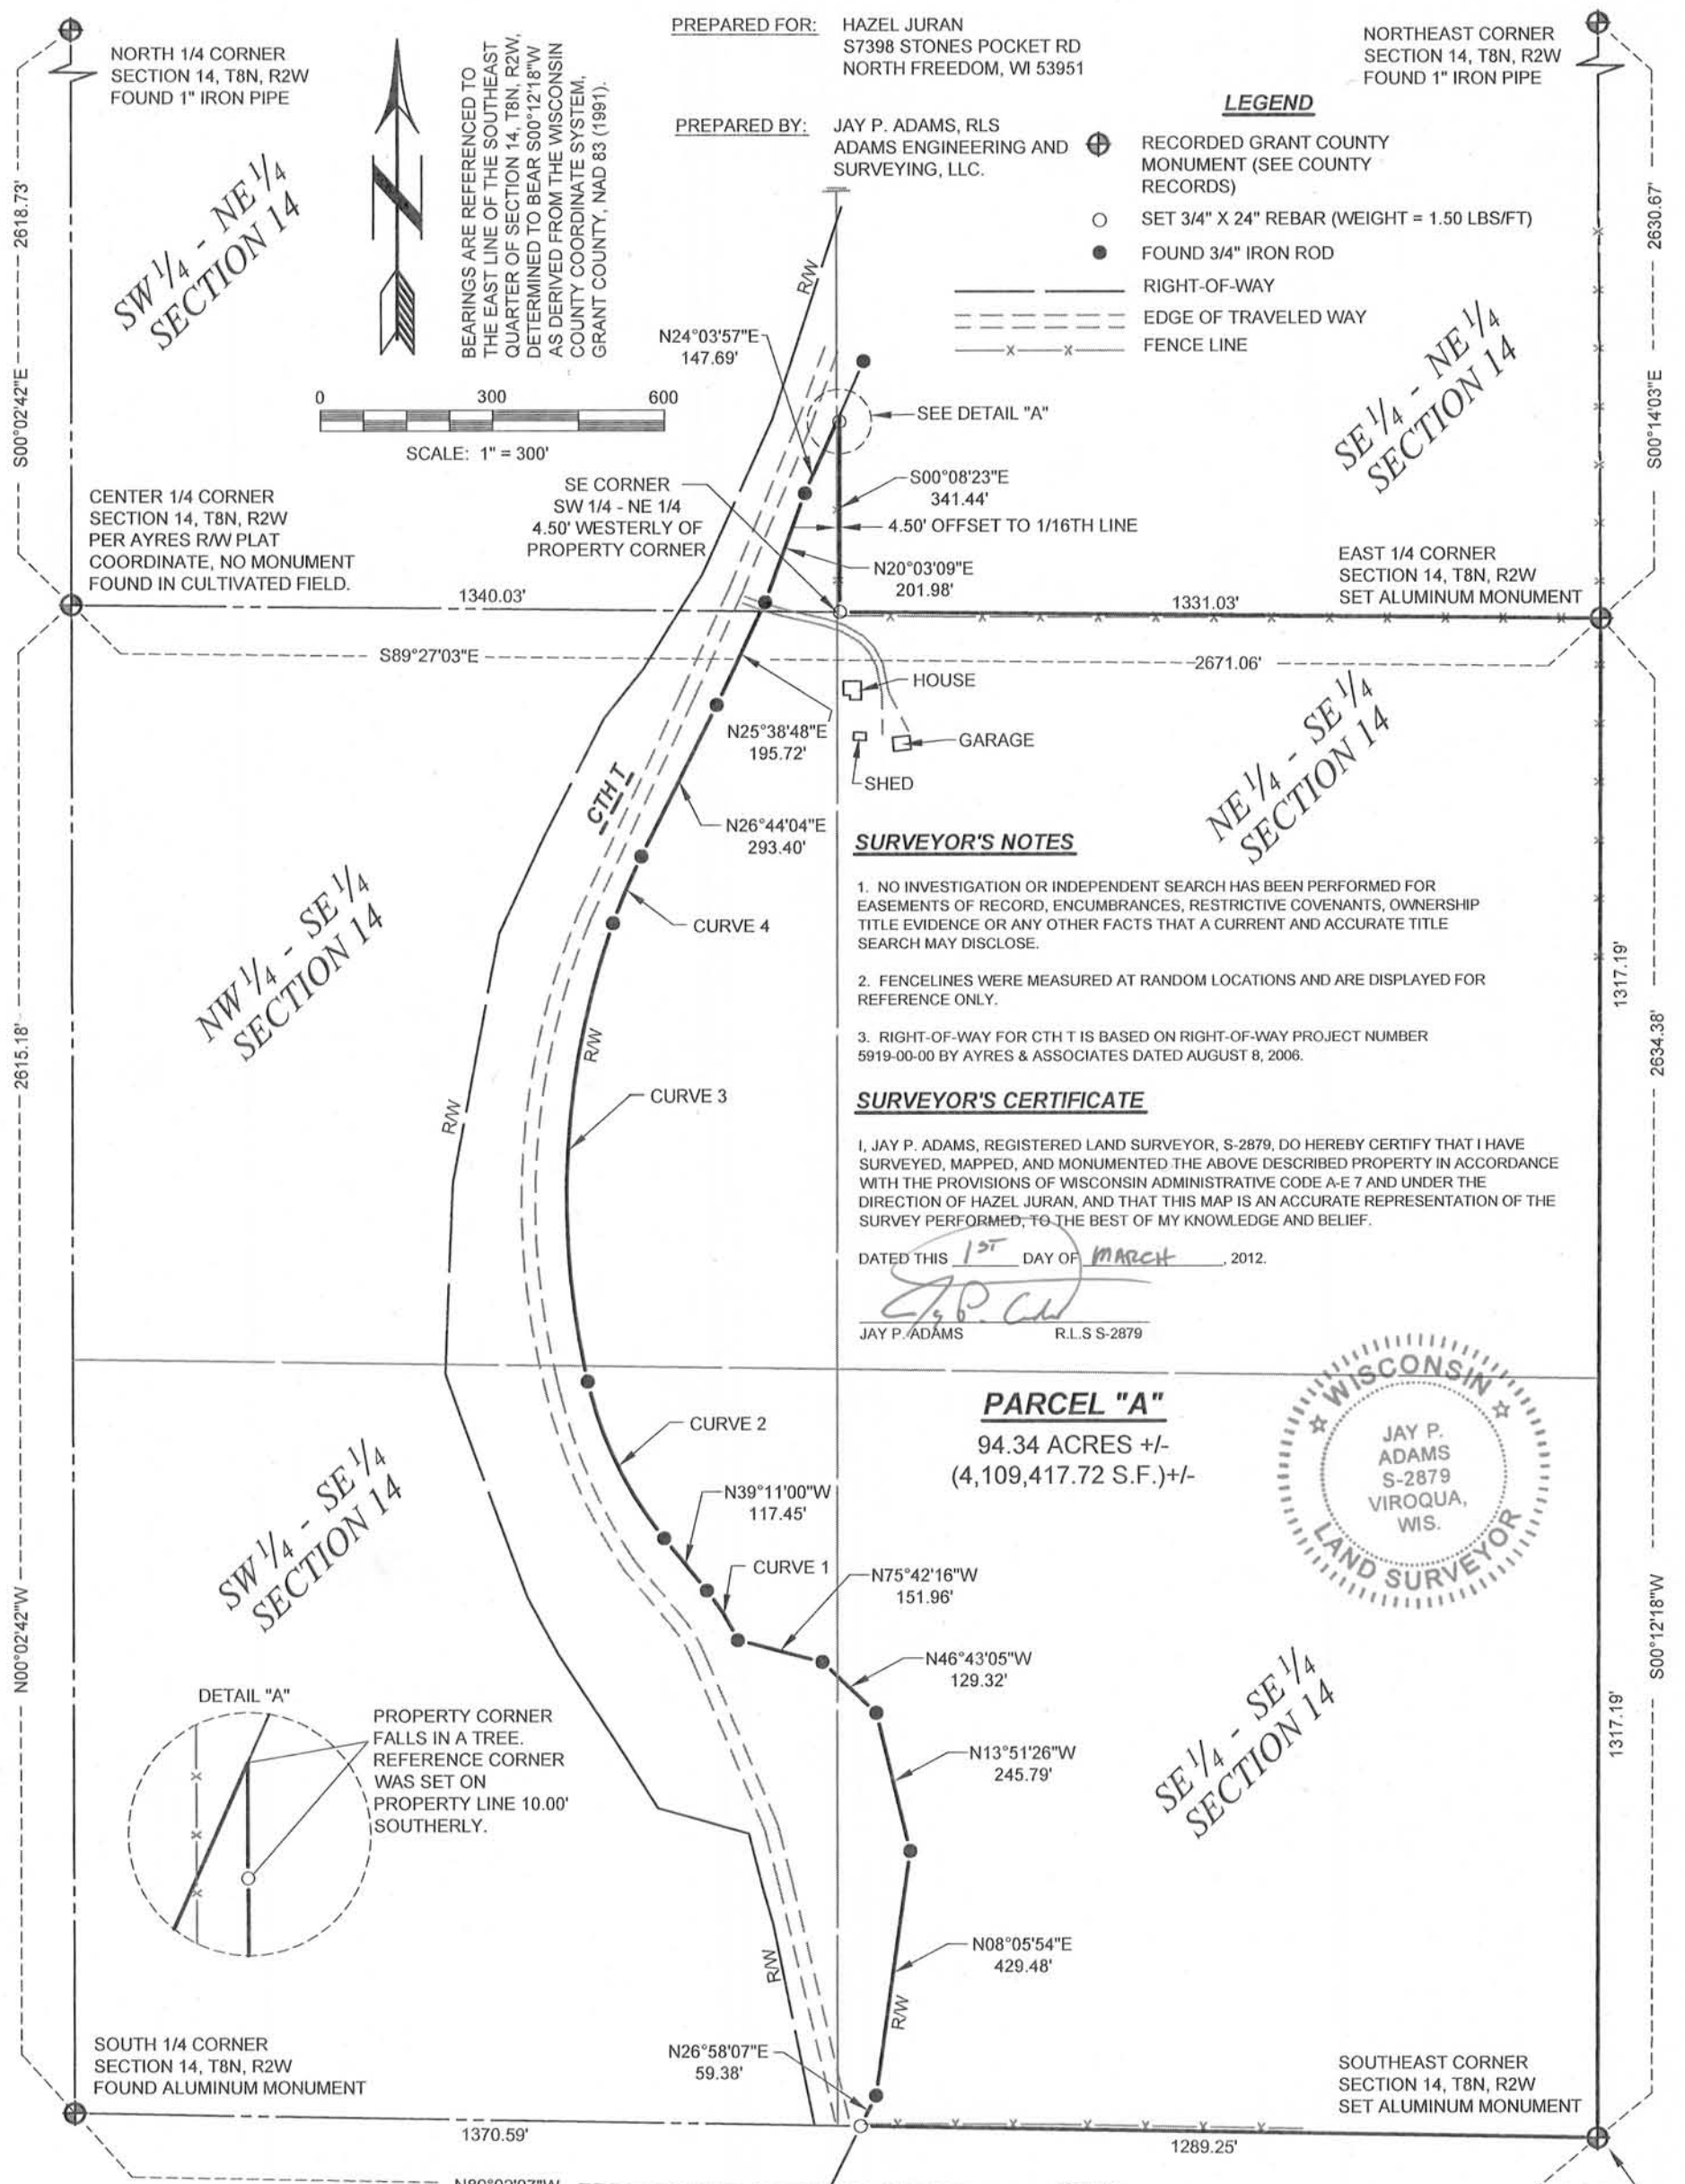 PREPARED FOR: HAZEL JURAN
S7398 STONES POCKET RD
NORTH FREEDOM, WI 53951
PREPARED BY: JAY P. ADAMS, RLS
ADAMS ENGINEERING AND
SURVEYING, LLC.
NORTH 1/4 CORNER
SECTION 14, T8N, R2W
FOUND 1" IRON PIPE
NORTHEAST CORNER
SECTION 14, T8N, R2W
FOUND 1" IRON PIPE
BEARINGS ARE REFERENCED TO
THE EAST LINE OF THE SOUTHEAST
QUARTER OF SECTION 14, T8N, R2W,
DETERMINED TO BEAR S00°12'18"W
AS DERIVED FROM THE WISCONSIN
COUNTY COORDINATE SYSTEM,
GRANT COUNTY, NAD 83 (1991).
N
LEGEND
RECORDED GRANT COUNTY
MONUMENT (SEE COUNTY
RECORDS)
SET 3/4" X 24" REBAR (WEIGHT = 1.50 LBS/FT)
FOUND 3/4" IRON ROD
RIGHT-OF-WAY
EDGE OF TRAVELED WAY
FENCE LINE
S00°02'42"E
2618.73'
SW 1/4 - NE 1/4
SECTION 14
2630.67'
S00°14'03"E
SE 1/4 - NE 1/4
SECTION 14
0 300 600
SCALE: 1" = 300'
R/W
N24°03'57"E
147.69'
SEE DETAIL "A"
SE CORNER
SW 1/4 - NE 1/4
4.50' WESTERLY OF
PROPERTY CORNER
S00°08'23"E
341.44'
4.50' OFFSET TO 1/16TH LINE
N20°03'09"E
201.98'
CENTER 1/4 CORNER
SECTION 14, T8N, R2W
PER AYRES R/W PLAT
COORDINATE, NO MONUMENT
FOUND IN CULTIVATED FIELD.
EAST 1/4 CORNER
SECTION 14, T8N, R2W
SET ALUMINUM MONUMENT
1340.03'
1331.03'
S89°27'03"E
2671.06'
HOUSE
GARAGE
SHED
N25°38'48"E
195.72'
CTH T
N26°44'04"E
293.40'
NE 1/4 - SE 1/4
SECTION 14
CURVE 4
NW 1/4 - SE 1/4
SECTION 14
SURVEYOR'S NOTES
1. NO INVESTIGATION OR INDEPENDENT SEARCH HAS BEEN PERFORMED FOR
EASEMENTS OF RECORD, ENCUMBRANCES, RESTRICTIVE COVENANTS, OWNERSHIP
TITLE EVIDENCE OR ANY OTHER FACTS THAT A CURRENT AND ACCURATE TITLE
SEARCH MAY DISCLOSE.
2. FENCELINES WERE MEASURED AT RANDOM LOCATIONS AND ARE DISPLAYED FOR
REFERENCE ONLY.
3. RIGHT-OF-WAY FOR CTH T IS BASED ON RIGHT-OF-WAY PROJECT NUMBER
5919-00-00 BY AYRES & ASSOCIATES DATED AUGUST 8, 2006.
1317.19'
2634.38'
2615.18'
R/W
R/W
CURVE 3
SURVEYOR'S CERTIFICATE
I, JAY P. ADAMS, REGISTERED LAND SURVEYOR, S-2879, DO HEREBY CERTIFY THAT I HAVE
SURVEYED, MAPPED, AND MONUMENTED THE ABOVE DESCRIBED PROPERTY IN ACCORDANCE
WITH THE PROVISIONS OF WISCONSIN ADMINISTRATIVE CODE A-E 7 AND UNDER THE
DIRECTION OF HAZEL JURAN, AND THAT THIS MAP IS AN ACCURATE REPRESENTATION OF THE
SURVEY PERFORMED, TO THE BEST OF MY KNOWLEDGE AND BELIEF.
DATED THIS 1ST DAY OF MARCH, 2012.
JAY P. ADAMS R.L.S S-2879
CURVE 2
PARCEL "A"
94.34 ACRES +/-
(4,109,417.72 S.F.)+/-
WISCONSIN
JAY P.
ADAMS
S-2879
VIROQUA,
WIS.
LAND SURVEYOR
SW 1/4 - SE 1/4
SECTION 14
N39°11'00"W
117.45'
CURVE 1
N75°42'16"W
151.96'
N46°43'05"W
129.32'
N00°02'42"W
S00°12'18"W
SE 1/4 - SE 1/4
SECTION 14
1317.19'
DETAIL "A"
PROPERTY CORNER
FALLS IN A TREE.
REFERENCE CORNER
WAS SET ON
PROPERTY LINE 10.00'
SOUTHERLY.
N13°51'26"W
245.79'
N08°05'54"E
429.48'
R/W
R/W
N26°58'07"E
59.38'
SOUTH 1/4 CORNER
SECTION 14, T8N, R2W
FOUND ALUMINUM MONUMENT
SOUTHEAST CORNER
SECTION 14, T8N, R2W
SET ALUMINUM MONUMENT
1370.59'
1289.25'